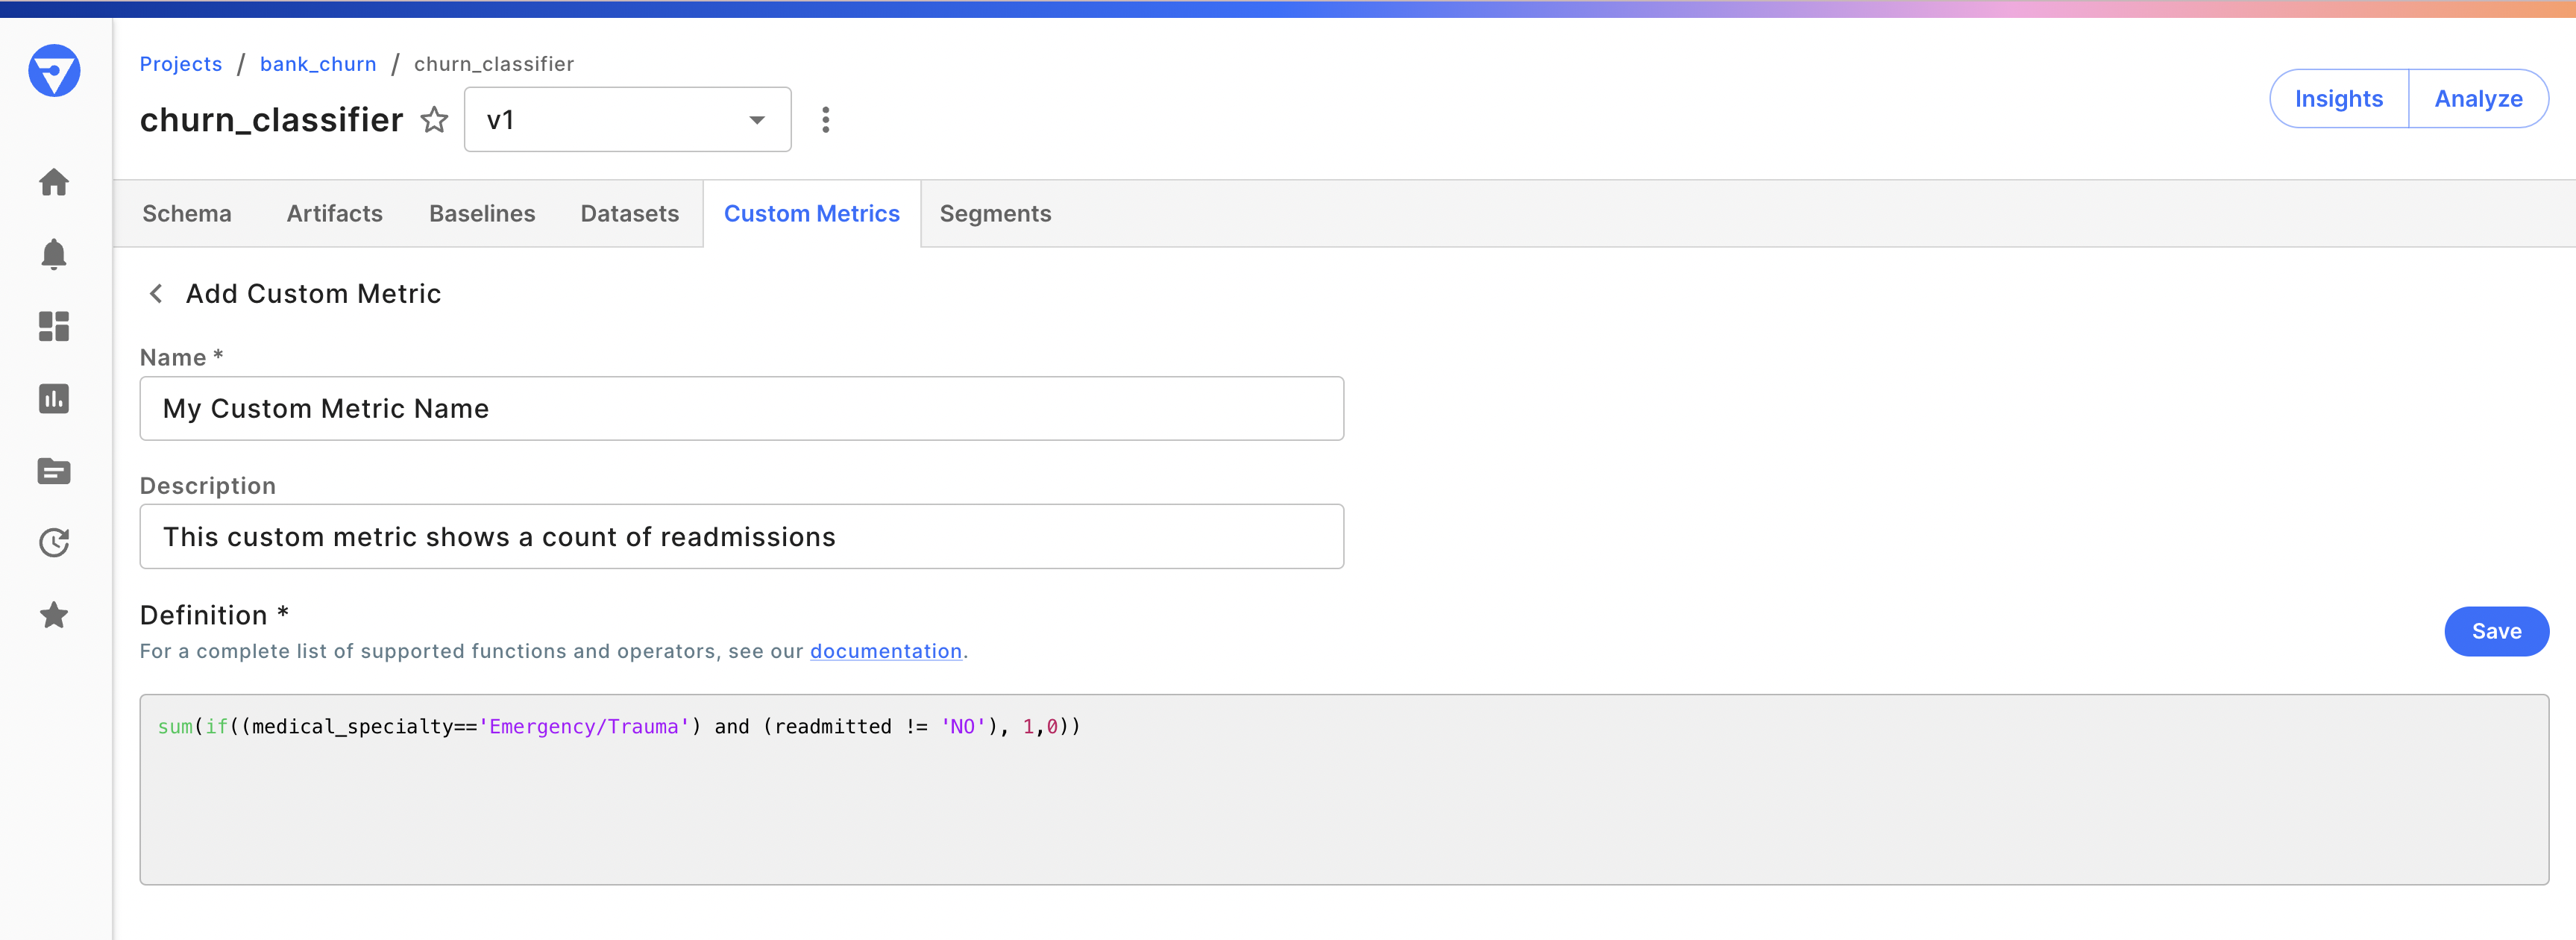 Projects / bank_churn / churn_classifier
churn_classifier v1
Insights Analyze
Schema Artifacts Baselines Datasets Custom Metrics Segments
Add Custom Metric
Name *
My Custom Metric Name
Description
This custom metric shows a count of readmissions
Definition *
For a complete list of supported functions and operators, see our documentation.
Save
sum(if((medical_specialty=='Emergency/Trauma') and (readmitted != 'NO'), 1,0))